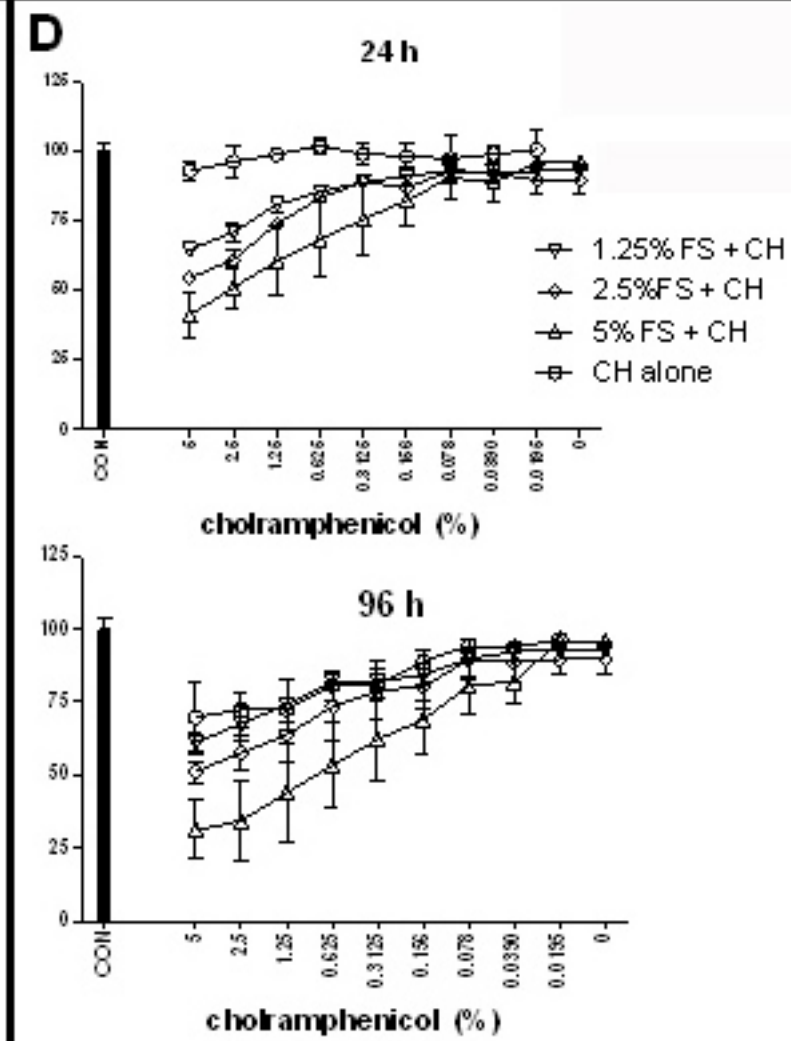 D
24 h
125
100
75
50
25
0
1.25% FS + CH
2.5%FS + CH
5% FS + CH
CH alone
CON
5
2.5
1.25
0.625
0.3125
0.156
0.078
0.0390
0.0195
0
cholramphenicol (%)
96 h
125
100
75
50
25
0
CON
5
2.5
1.25
0.625
0.3125
0.156
0.078
0.0390
0.0195
0
cholramphenicol (%)